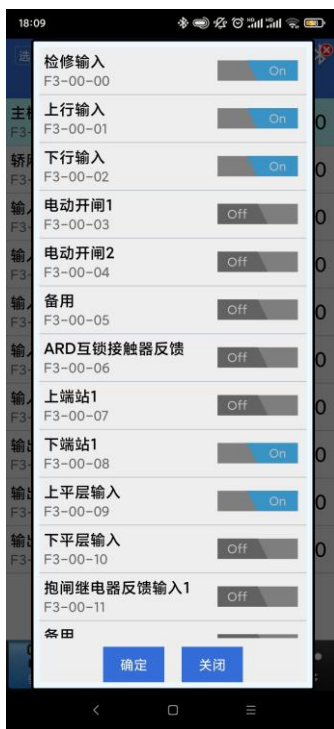 18:09
检修输入
On
F3-00-00
上行输入
On
F3-00-01
下行输入
On
F3-00-02
电动开闸1
Off
F3-00-03
电动开闸2
Off
F3-00-04
备用
Off
F3-00-05
ARD互锁接触器反馈
Off
F3-00-06
上端站1
Off
F3-00-07
下端站1
On
F3-00-08
上平层输入
On
F3-00-09
下平层输入
Off
F3-00-10
抱闸继电器反馈输入1
Off
F3-00-11
备用
确定
关闭